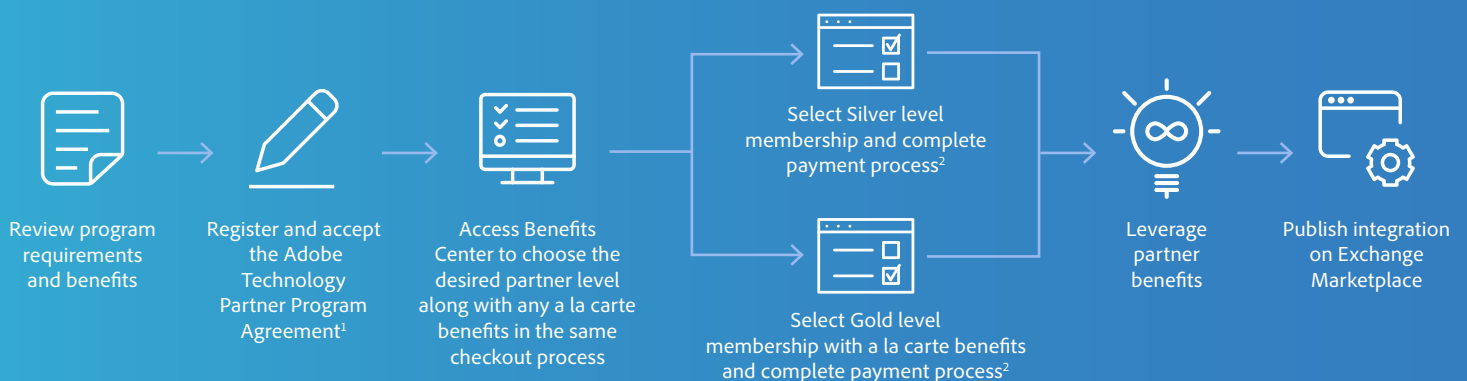 Review program
requirements
and benefits
Register and accept
the Adobe
Technology
Partner Program
Agreement¹
Access Benefits
Center to choose the
desired partner level
along with any a la carte
benefits in the same
checkout process
Select Silver level
membership and complete
payment process²
Select Gold level
membership with a la carte benefits
and complete payment process²
Leverage
partner
benefits
Publish integration
on Exchange
Marketplace